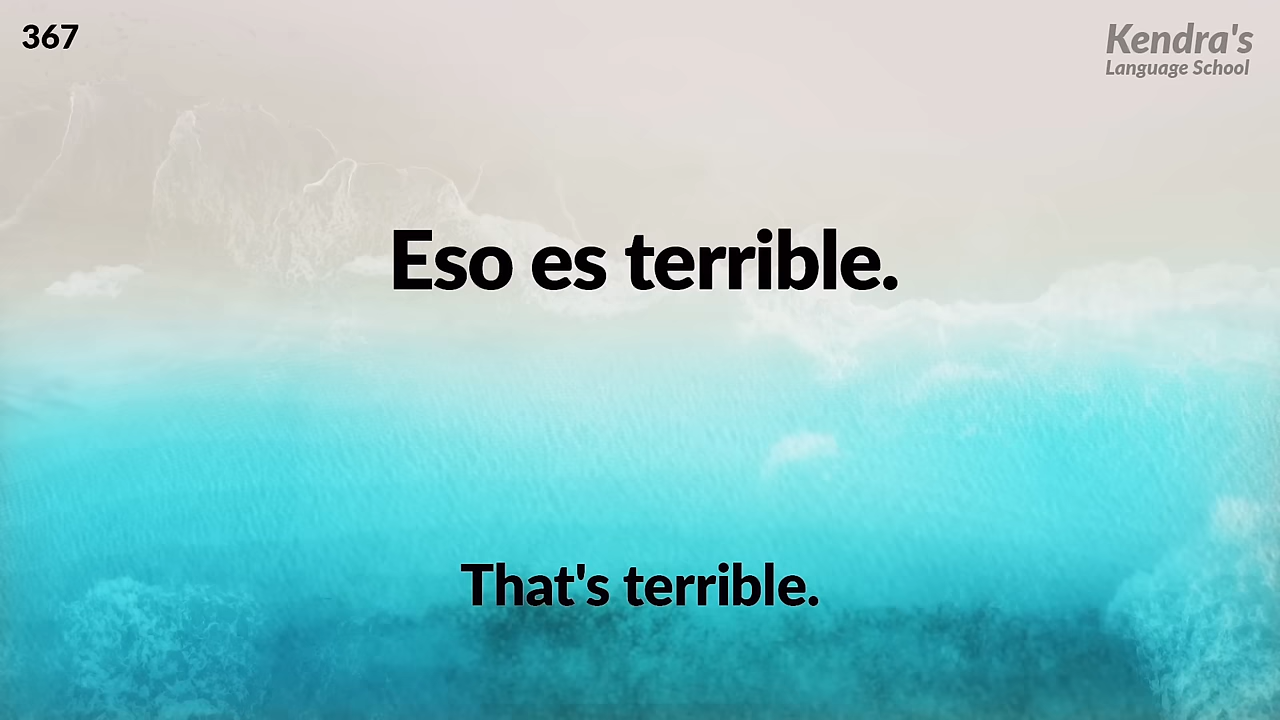 367
Kendra's
Language School
Eso es terrible.
That's terrible.